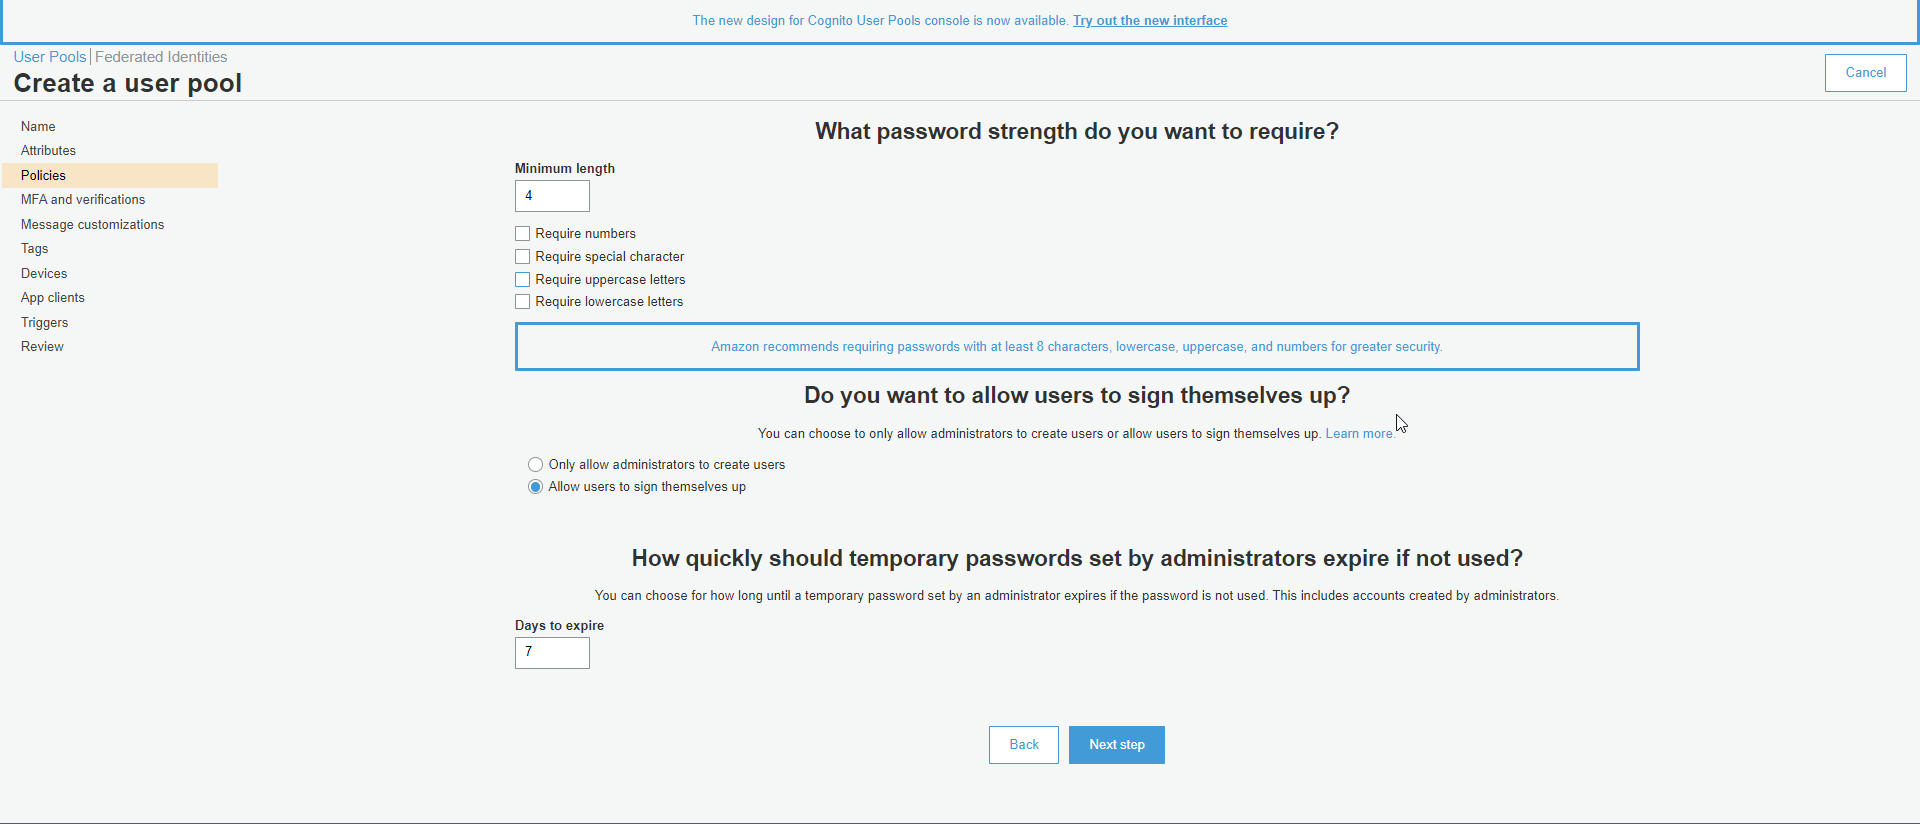 The new design for Cognito User Pools console is now available. Try out the new interface
User Pools | Federated Identities
Create a user pool
Cancel
Name
Attributes
Policies
MFA and verifications
Message customizations
Tags
Devices
App clients
Triggers
Review
What password strength do you want to require?
Minimum length
4
Require numbers
Require special character
Require uppercase letters
Require lowercase letters
Amazon recommends requiring passwords with at least 8 characters, lowercase, uppercase, and numbers for greater security.
Do you want to allow users to sign themselves up?
You can choose to only allow administrators to create users or allow users to sign themselves up. Learn more.
Only allow administrators to create users
Allow users to sign themselves up
How quickly should temporary passwords set by administrators expire if not used?
You can choose for how long until a temporary password set by an administrator expires if the password is not used. This includes accounts created by administrators.
Days to expire
7
Back
Next step